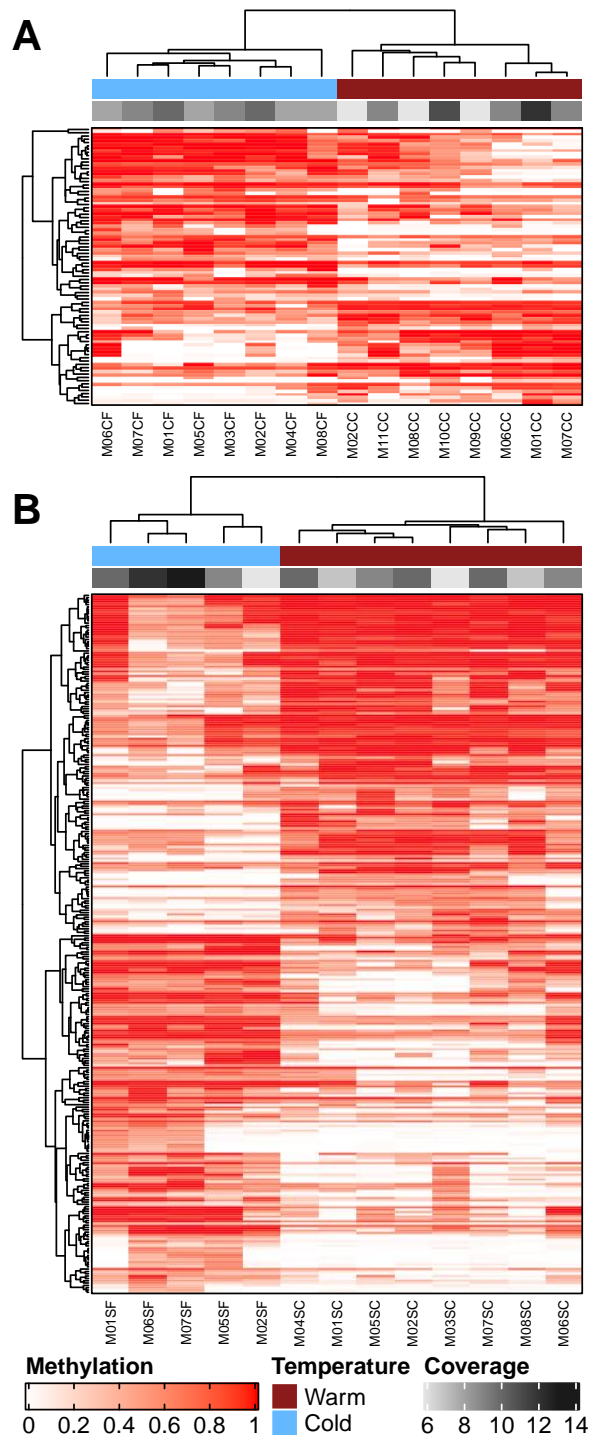 A
M06CF M07CF M01CF M05CF M03CF M02CF M04CF M08CF M02CC M11CC M08CC M10CC M09CC M06CC M01CC M07CC
B
M01SF M06SF M07SF M05SF M02SF M04SC M01SC M05SC M02SC M03SC M07SC M08SC M06SC
Methylation Temperature Coverage
Warm
Cold
0 0.2 0.4 0.6 0.8 1 6 8 10 12 14